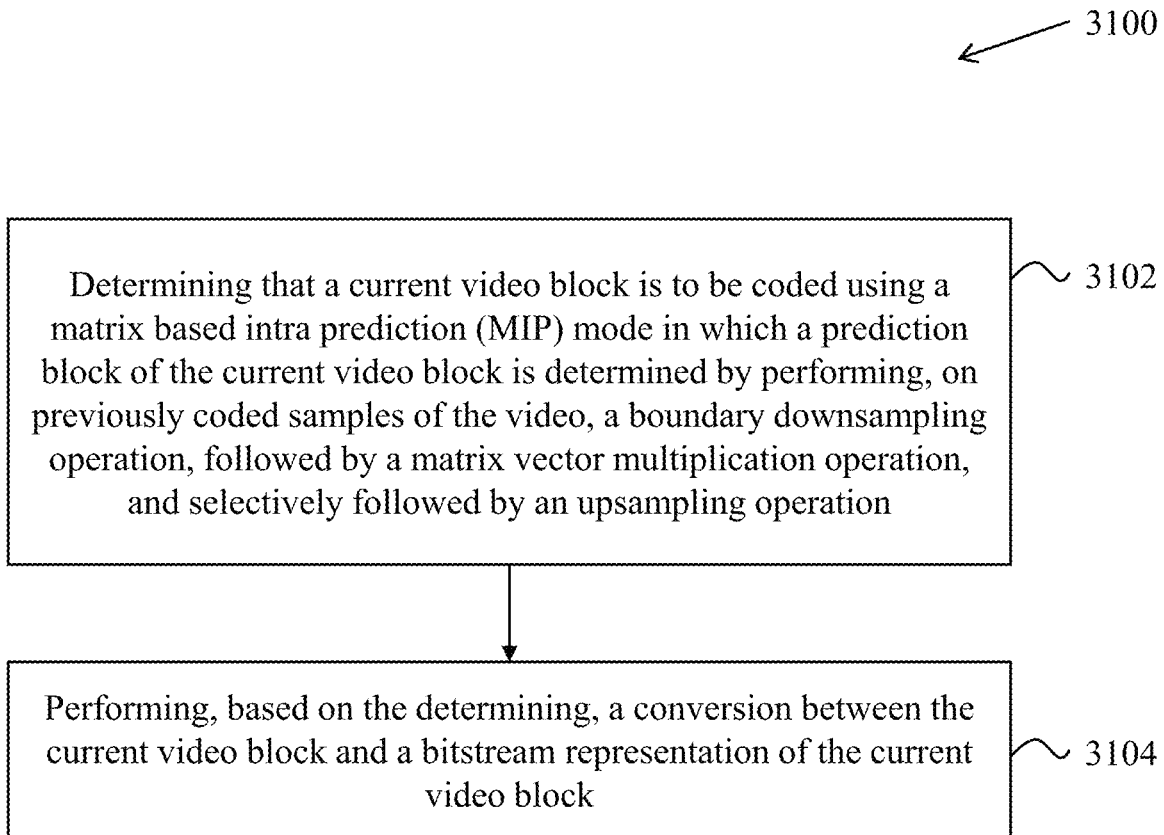 3100
Determining that a current video block is to be coded using a
matrix based intra prediction (MIP) mode in which a prediction
block of the current video block is determined by performing, on
previously coded samples of the video, a boundary downsampling
operation, followed by a matrix vector multiplication operation,
and selectively followed by an upsampling operation
3102
Performing, based on the determining, a conversion between the
current video block and a bitstream representation of the current
video block
3104